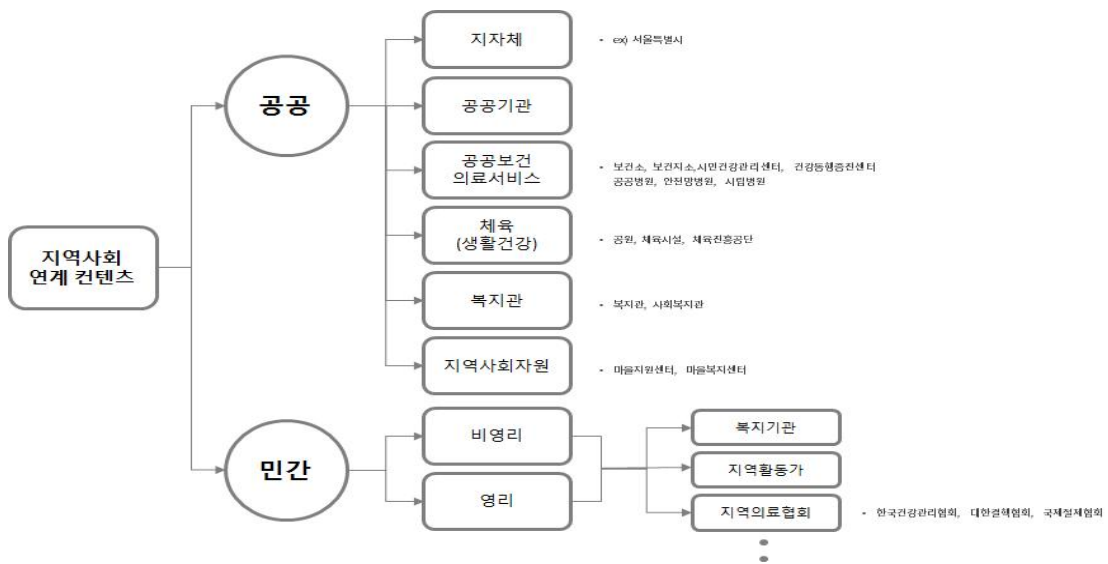 지역사회
연계 컨텐츠
공공
지자체
- ex) 서울특별시
공공기관
공공보건
의료서비스
- 보건소, 보건지소,시민건강관리센터, 건강동행증진센터
공공병원, 안전망병원, 시립병원
체육
(생활건강)
- 공원, 체육시설, 체육진흥공단
복지관
- 복지관, 사회복지관
지역사회자원
- 마을지원센터, 마을복지센터
민간
비영리
영리
복지기관
지역활동가
지역의료협회
- 한국건강관리협회, 대한결핵협회, 국제절제협회